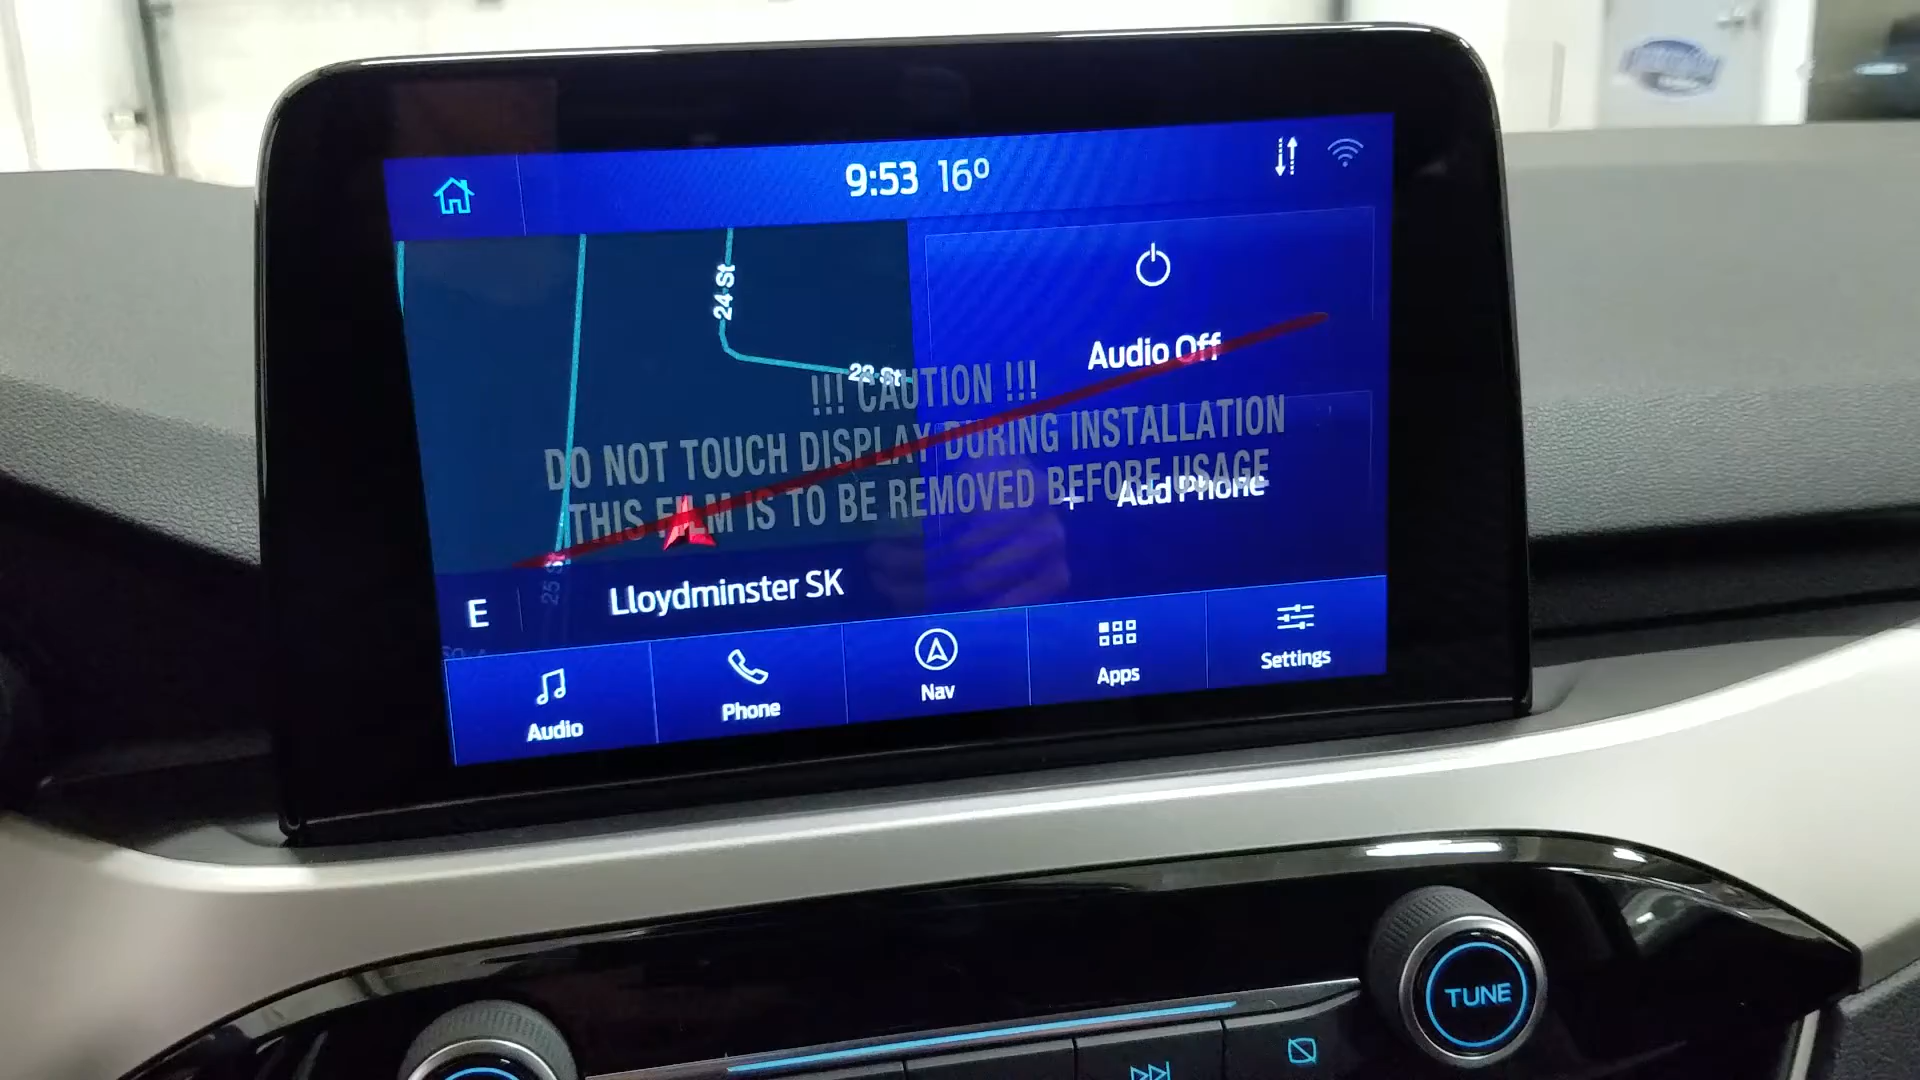 9:53 16°
24 St
Audio Off
!!! CAUTION !!!
DO NOT TOUCH DISPLAY DURING INSTALLATION
THIS FILM IS TO BE REMOVED BEFORE USAGE
+ Add Phone
25 St
E
Lloydminster SK
Audio
Phone
Nav
Apps
Settings
TUNE